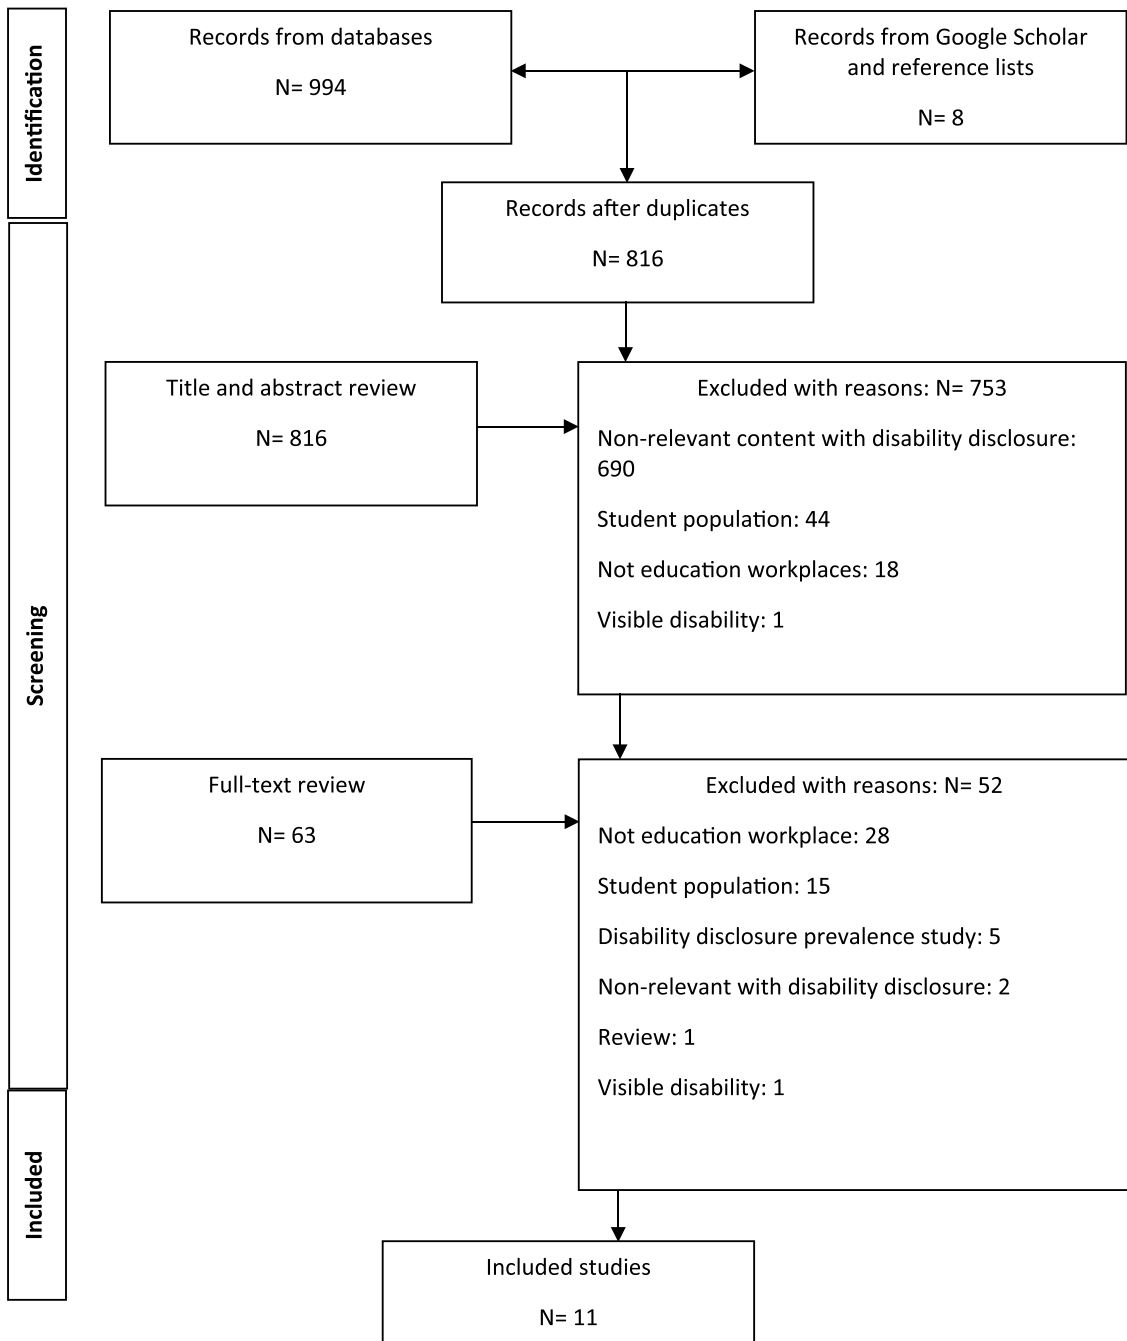 Identification
Records from databases
N= 994
Records from Google Scholar
and reference lists
N= 8
Records after duplicates
N= 816
Screening
Title and abstract review
N= 816
Excluded with reasons: N= 753
Non-relevant content with disability disclosure:
690
Student population: 44
Not education workplaces: 18
Visible disability: 1
Full-text review
N= 63
Excluded with reasons: N= 52
Not education workplace: 28
Student population: 15
Disability disclosure prevalence study: 5
Non-relevant with disability disclosure: 2
Review: 1
Visible disability: 1
Included
Included studies
N= 11